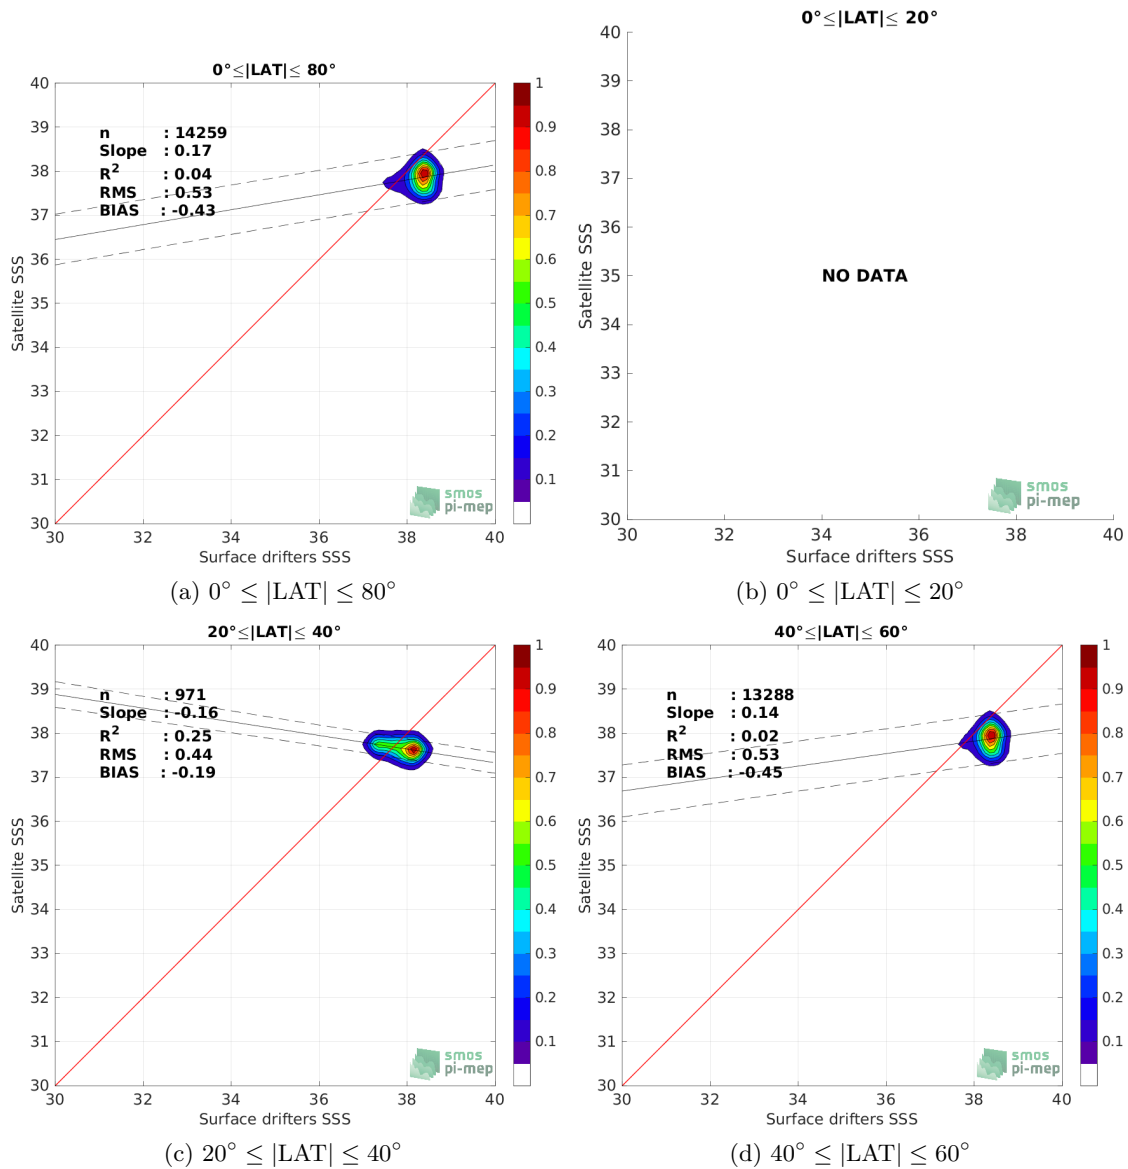 0°≤|LAT|≤ 80°
40
39
38
37
36
35
34
33
32
31
30
Satellite SSS
n : 14259
Slope : 0.17
R2 : 0.04
RMS : 0.53
BIAS : -0.43
smos
pi-mep
30 32 34 36 38 40
Surface drifters SSS
1
0.9
0.8
0.7
0.6
0.5
0.4
0.3
0.2
0.1
(a) 0° ≤ |LAT| ≤ 80°
0°≤|LAT|≤ 20°
40
39
38
37
36
35
34
33
32
31
30
Satellite SSS
NO DATA
smos
pi-mep
30 32 34 36 38 40
Surface drifters SSS
(b) 0° ≤ |LAT| ≤ 20°
20°≤|LAT|≤ 40°
40
39
38
37
36
35
34
33
32
31
30
Satellite SSS
n : 971
Slope : -0.16
R2 : 0.25
RMS : 0.44
BIAS : -0.19
smos
pi-mep
30 32 34 36 38 40
Surface drifters SSS
1
0.9
0.8
0.7
0.6
0.5
0.4
0.3
0.2
0.1
(c) 20° ≤ |LAT| ≤ 40°
40°≤|LAT|≤ 60°
40
39
38
37
36
35
34
33
32
31
30
Satellite SSS
n : 13288
Slope : 0.14
R2 : 0.02
RMS : 0.53
BIAS : -0.45
smos
pi-mep
30 32 34 36 38 40
Surface drifters SSS
1
0.9
0.8
0.7
0.6
0.5
0.4
0.3
0.2
0.1
(d) 40° ≤ |LAT| ≤ 60°